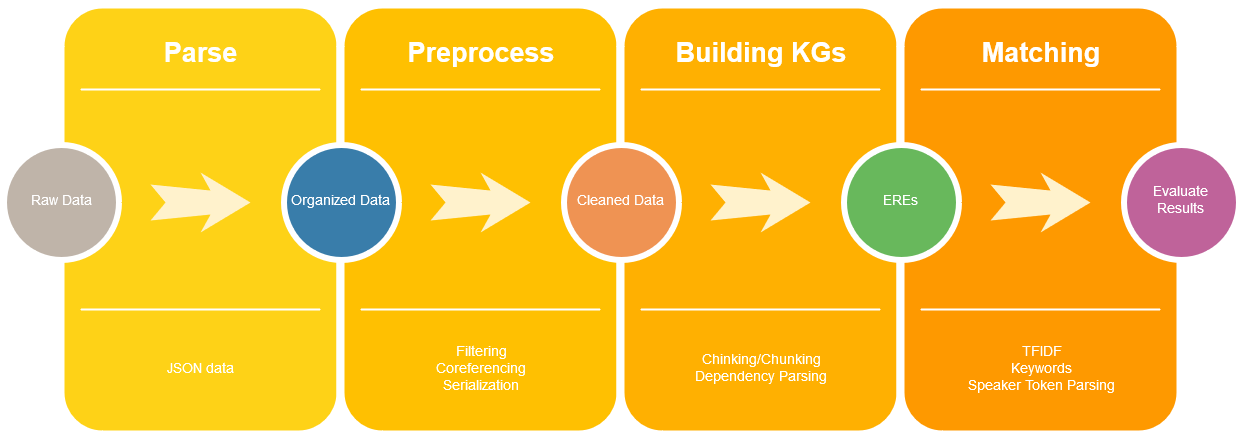 Parse
Preprocess
Building KGs
Matching
Raw Data
Organized Data
Cleaned Data
EREs
Evaluate
Results
JSON data
Filtering
Coreferencing
Serialization
Chinking/Chunking
Dependency Parsing
TFIDF
Keywords
Speaker Token Parsing